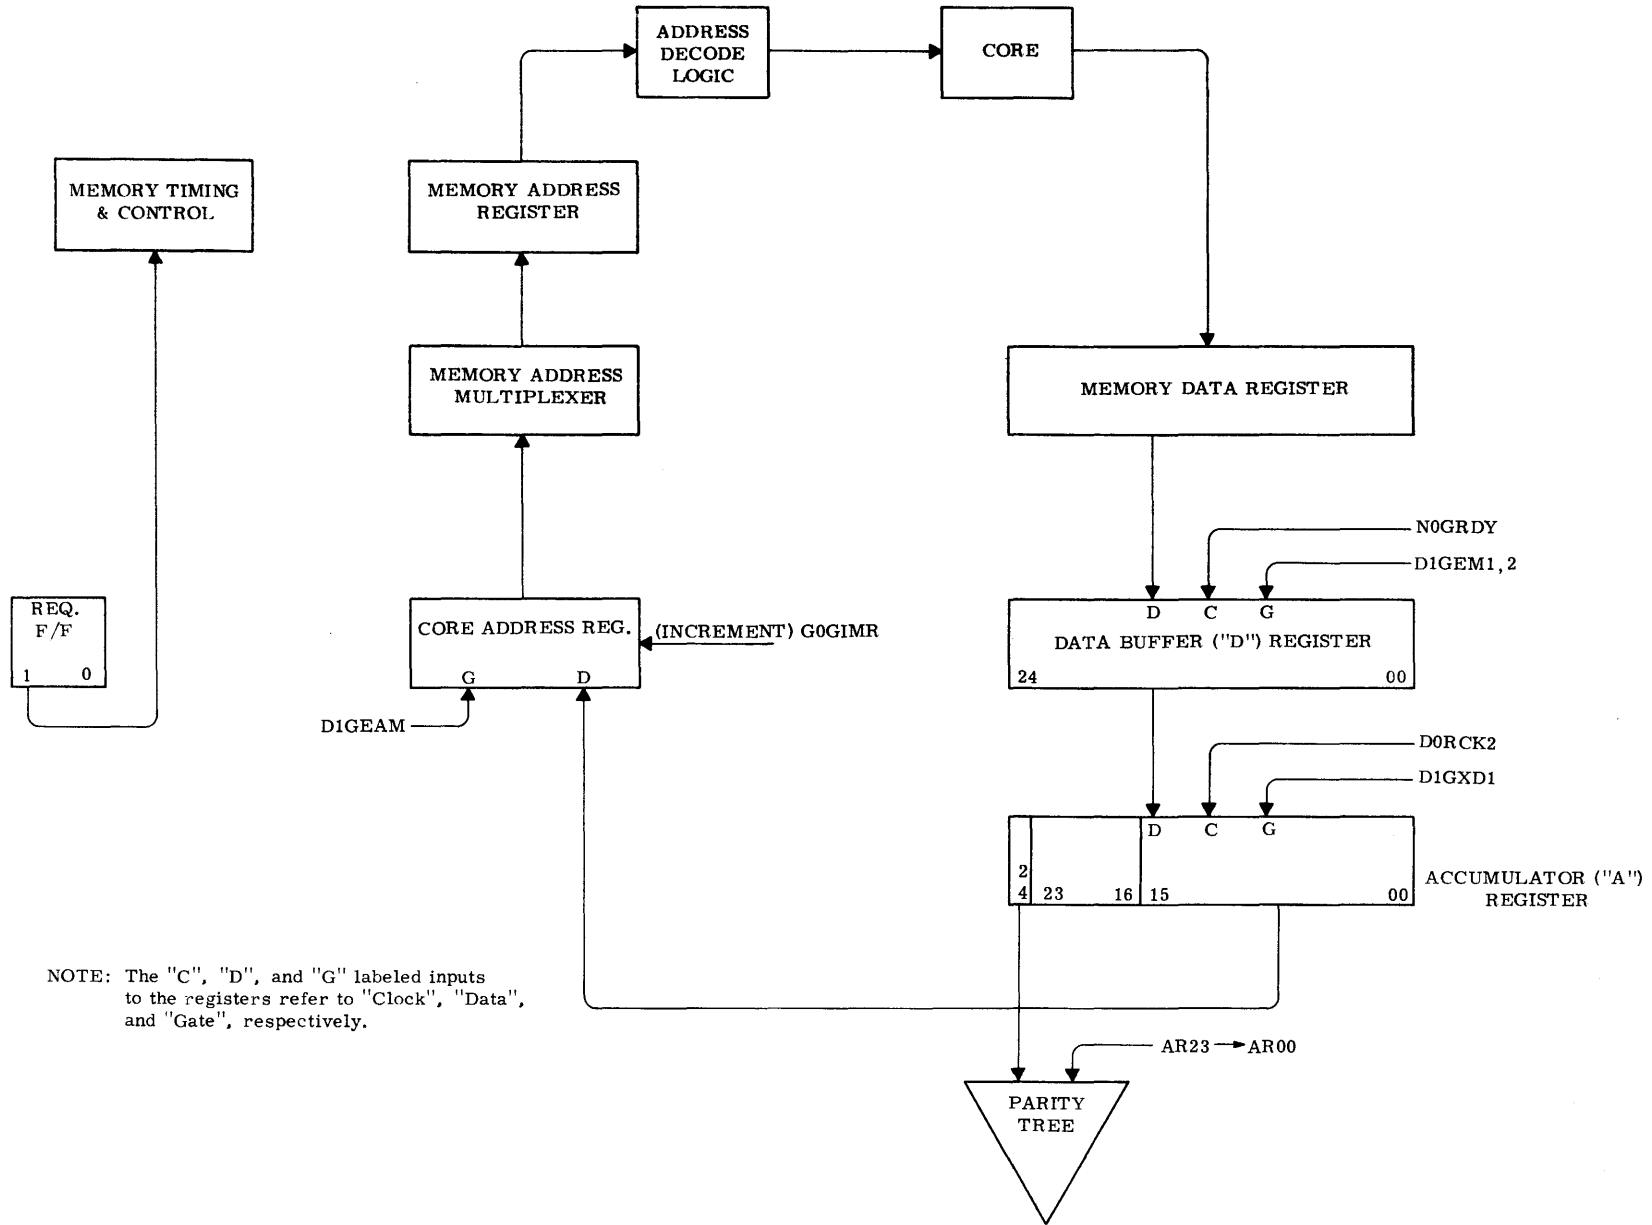 ADDRESS
DECODE
LOGIC
CORE
MEMORY TIMING
& CONTROL
MEMORY ADDRESS
REGISTER
MEMORY ADDRESS
MULTIPLEXER
MEMORY DATA REGISTER
N0GRDY
D1GEM1,2
REQ.
F/F
1 0
CORE ADDRESS REG.
G D
(INCREMENT) G0GIMR
D1GEAM
D C G
DATA BUFFER ("D") REGISTER
24 00
D0RCK2
D1GXD1
D C G
2
4 23 16 15 00
ACCUMULATOR ("A")
REGISTER
NOTE: The "C", "D", and "G" labeled inputs
to the registers refer to "Clock", "Data",
and "Gate", respectively.
AR23 → AR00
PARITY
TREE